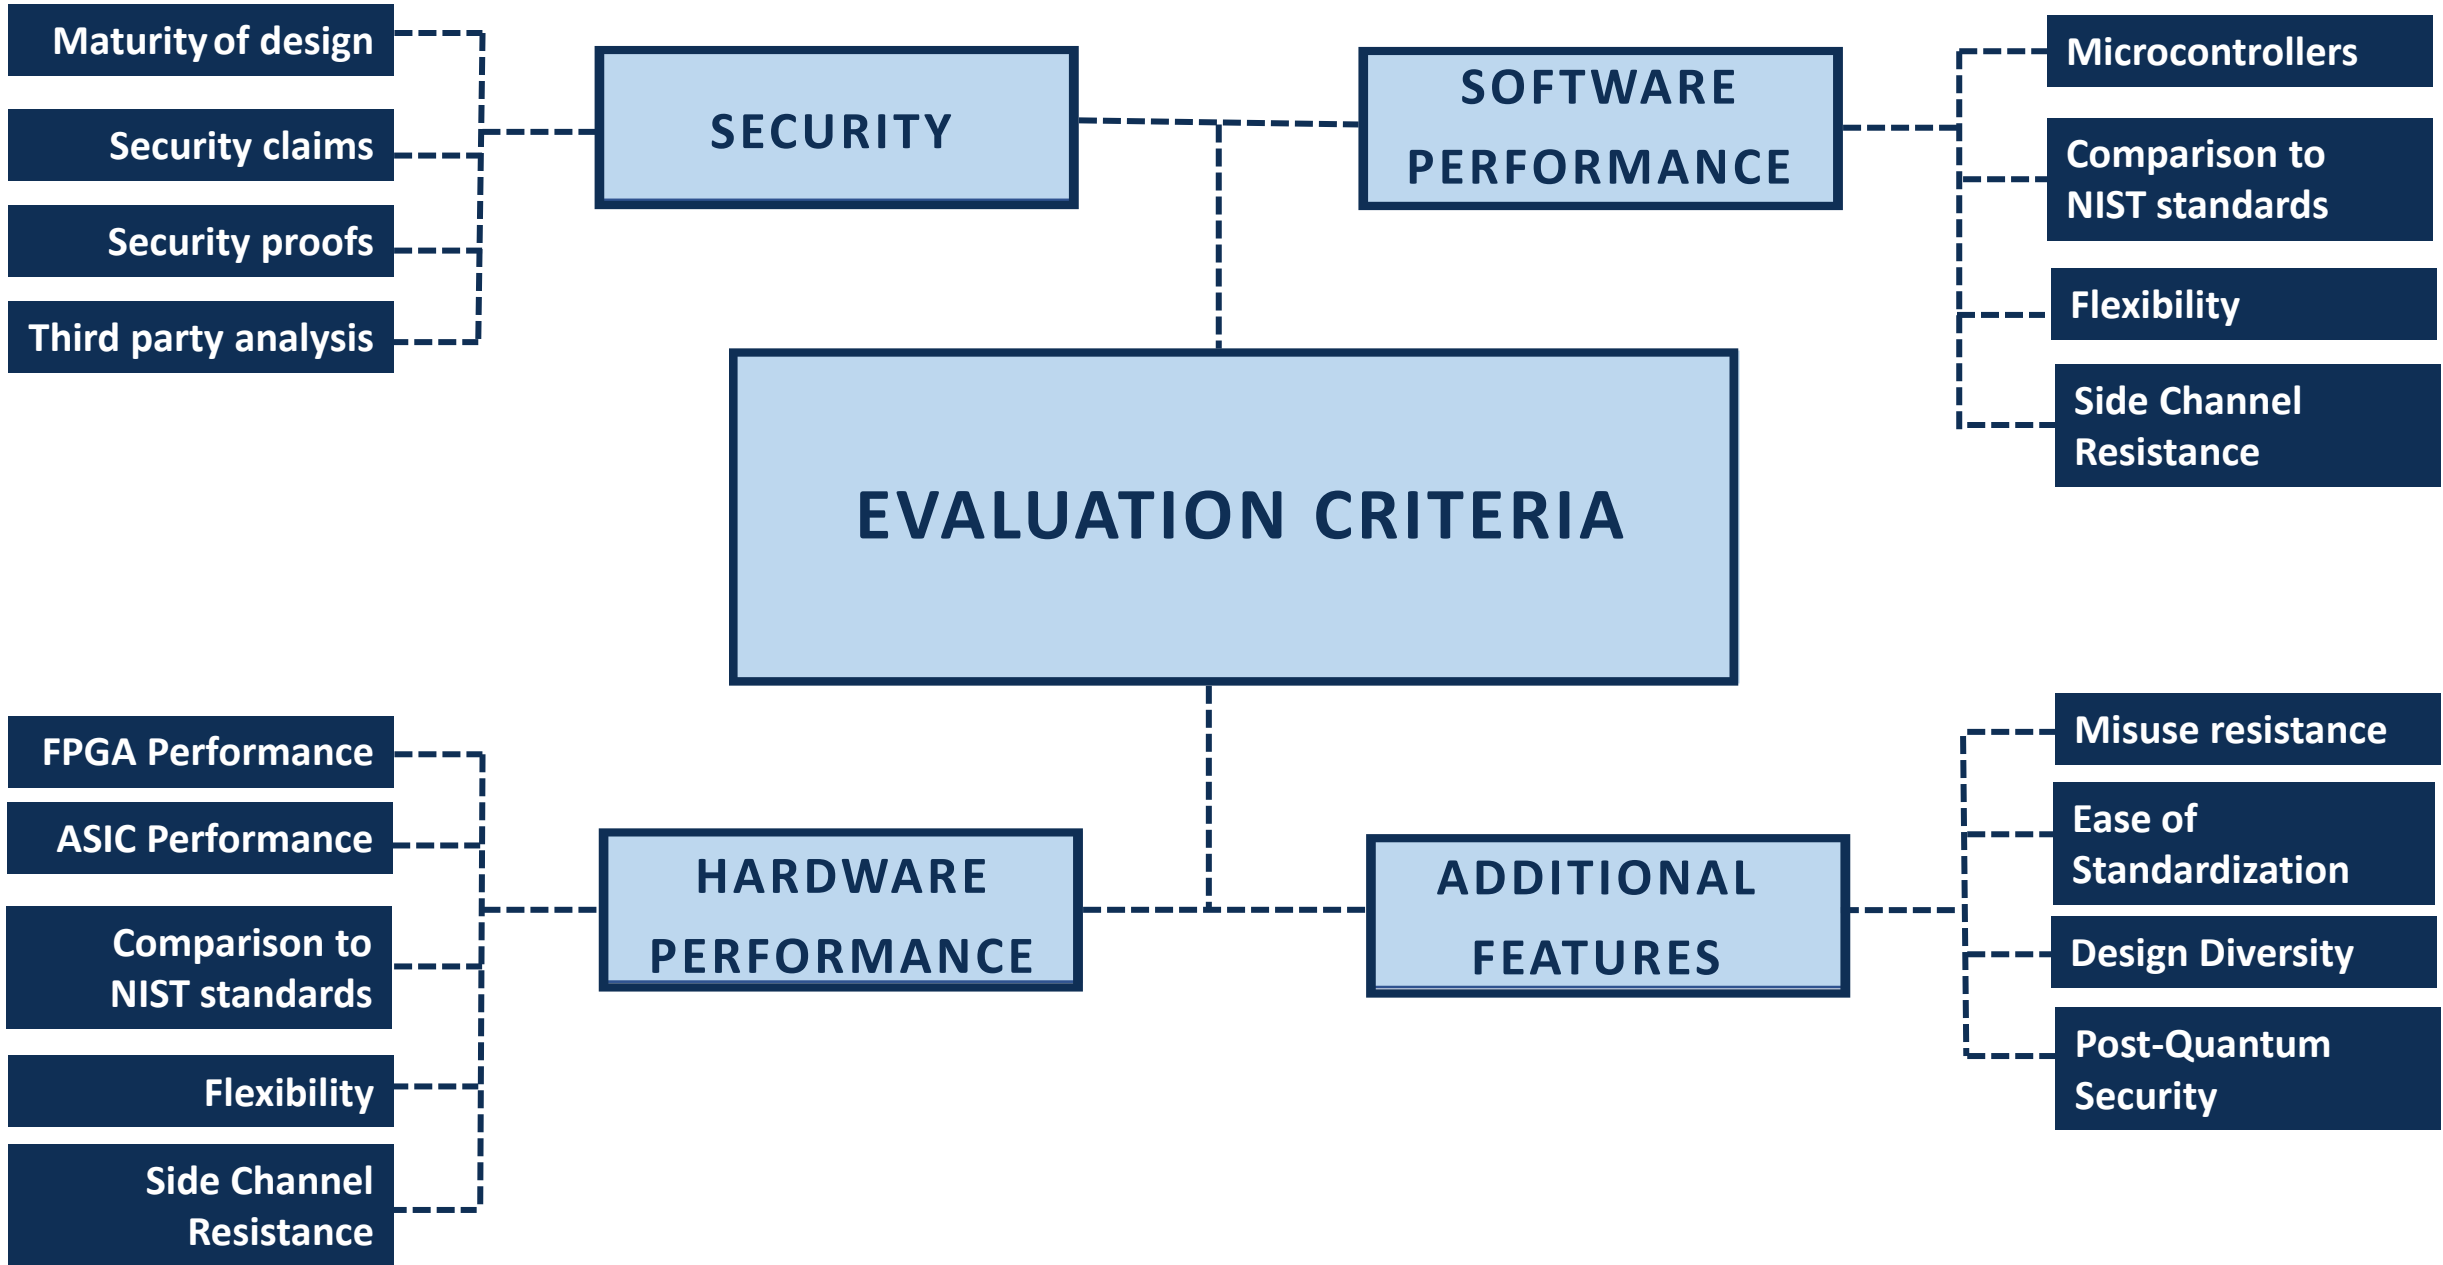 Maturity of design
Security claims
Security proofs
Third party analysis
SECURITY
SOFTWARE
PERFORMANCE
Microcontrollers
Comparison to
NIST standards
Flexibility
Side Channel
Resistance
EVALUATION CRITERIA
FPGA Performance
ASIC Performance
Comparison to
NIST standards
Flexibility
Side Channel
Resistance
HARDWARE
PERFORMANCE
ADDITIONAL
FEATURES
Misuse resistance
Ease of
Standardization
Design Diversity
Post-Quantum
Security